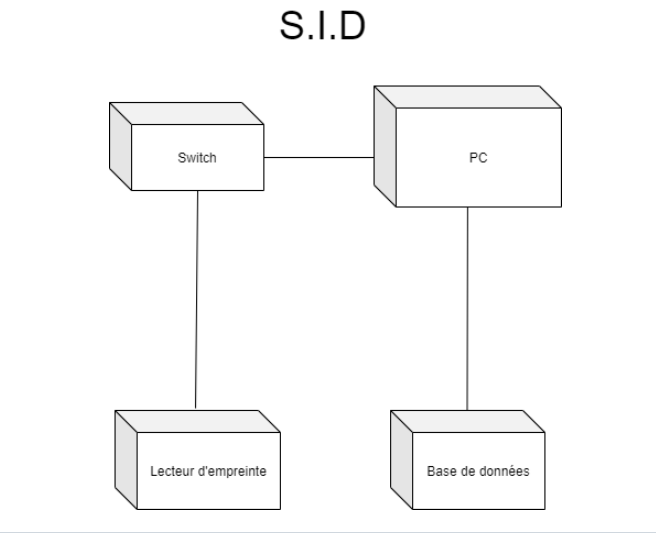 S.I.D
Switch
PC
Lecteur d'empreinte
Base de données